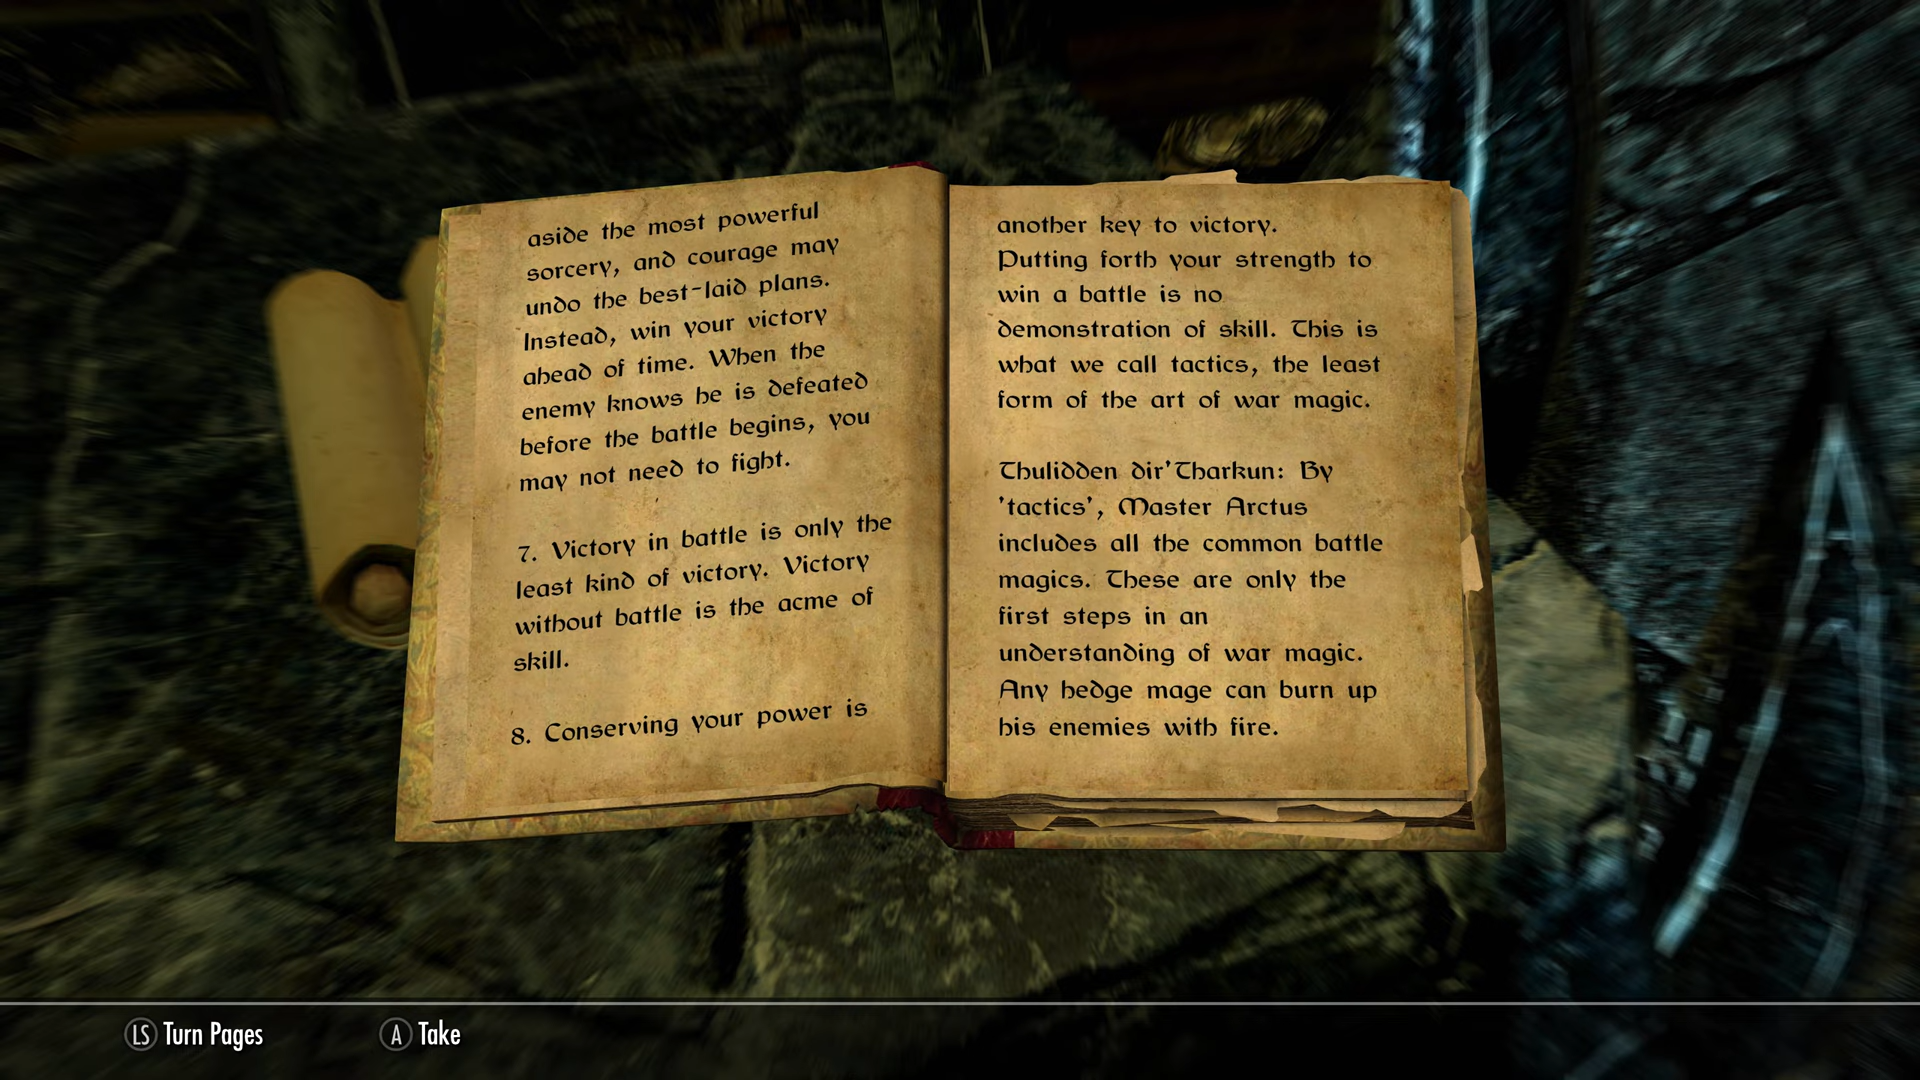 aside the most powerful
sorcery, and courage may
undo the best-laid plans.
Instead, win your victory
ahead of time. When the
enemy knows he is defeated
before the battle begins, you
may not need to fight.
7. Victory in battle is only the
least kind of victory. Victory
without battle is the acme of
skill.
8. Conserving your power is
another key to victory.
Putting forth your strength to
win a battle is no
demonstration of skill. This is
what we call tactics, the least
form of the art of war magic.
Thulidden dir'Tharkun: By
'tactics', Master Arctus
includes all the common battle
magics. These are only the
first steps in an
understanding of war magic.
Any hedge mage can burn up
his enemies with fire.
LS Turn Pages
A Take